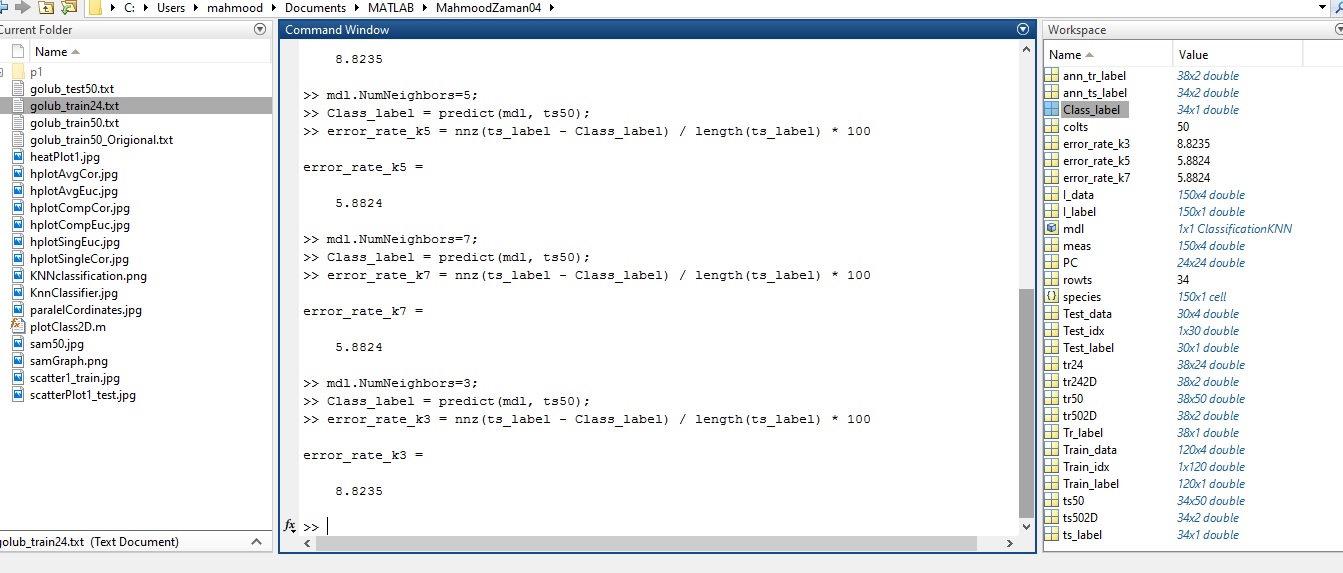 C: Users mahmood Documents MATLAB MahmoodZaman04
Current Folder
Name
p1
golub_test50.txt
golub_train24.txt
golub_train50.txt
golub_train50_Origional.txt
heatPlot1.jpg
hplotAvgCor.jpg
hplotAvgEuc.jpg
hplotCompCor.jpg
hplotCompEuc.jpg
hplotSingEuc.jpg
hplotSingleCor.jpg
KNNclassification.png
KnnClassifier.jpg
paralelCordinates.jpg
plotClass2D.m
sam50.jpg
samGraph.png
scatter1_train.jpg
scatterPlot1_test.jpg
golub_train24.txt (Text Document)
Command Window
8.8235
>> mdl.NumNeighbors=5;
>> Class_label = predict(mdl, ts50);
>> error_rate_k5 = nnz(ts_label - Class_label) / length(ts_label) * 100
error_rate_k5 =
5.8824
>> mdl.NumNeighbors=7;
>> Class_label = predict(mdl, ts50);
>> error_rate_k7 = nnz(ts_label - Class_label) / length(ts_label) * 100
error_rate_k7 =
5.8824
>> mdl.NumNeighbors=3;
>> Class_label = predict(mdl, ts50);
>> error_rate_k3 = nnz(ts_label - Class_label) / length(ts_label) * 100
error_rate_k3 =
8.8235
fx >>
Workspace
Name Value
ann_tr_label 38x2 double
ann_ts_label 34x2 double
Class_label 34x1 double
colts 50
error_rate_k3 8.8235
error_rate_k5 5.8824
error_rate_k7 5.8824
I_data 150x4 double
I_label 150x1 double
mdl 1x1 ClassificationKNN
meas 150x4 double
PC 24x24 double
rowts 34
species 150x1 cell
Test_data 30x4 double
Test_idx 1x30 double
Test_label 30x1 double
tr24 38x24 double
tr242D 38x2 double
tr50 38x50 double
tr502D 38x2 double
Tr_label 38x1 double
Train_data 120x4 double
Train_idx 1x120 double
Train_label 120x1 double
ts50 34x50 double
ts502D 34x2 double
ts_label 34x1 double